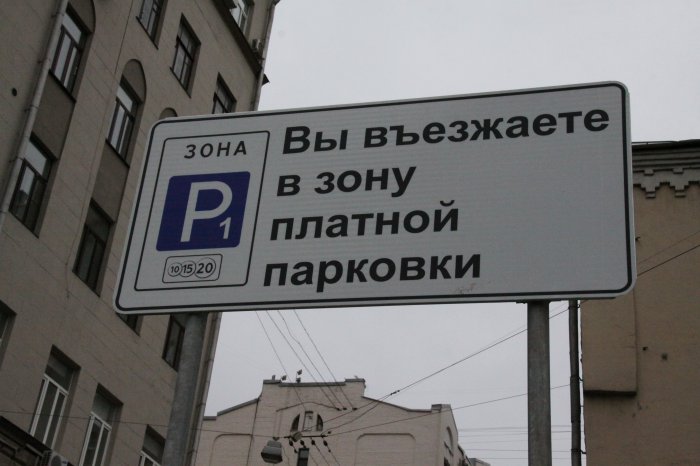 ЗОНА
P1
10 15 20
Вы въезжаете
в зону
платной
парковки